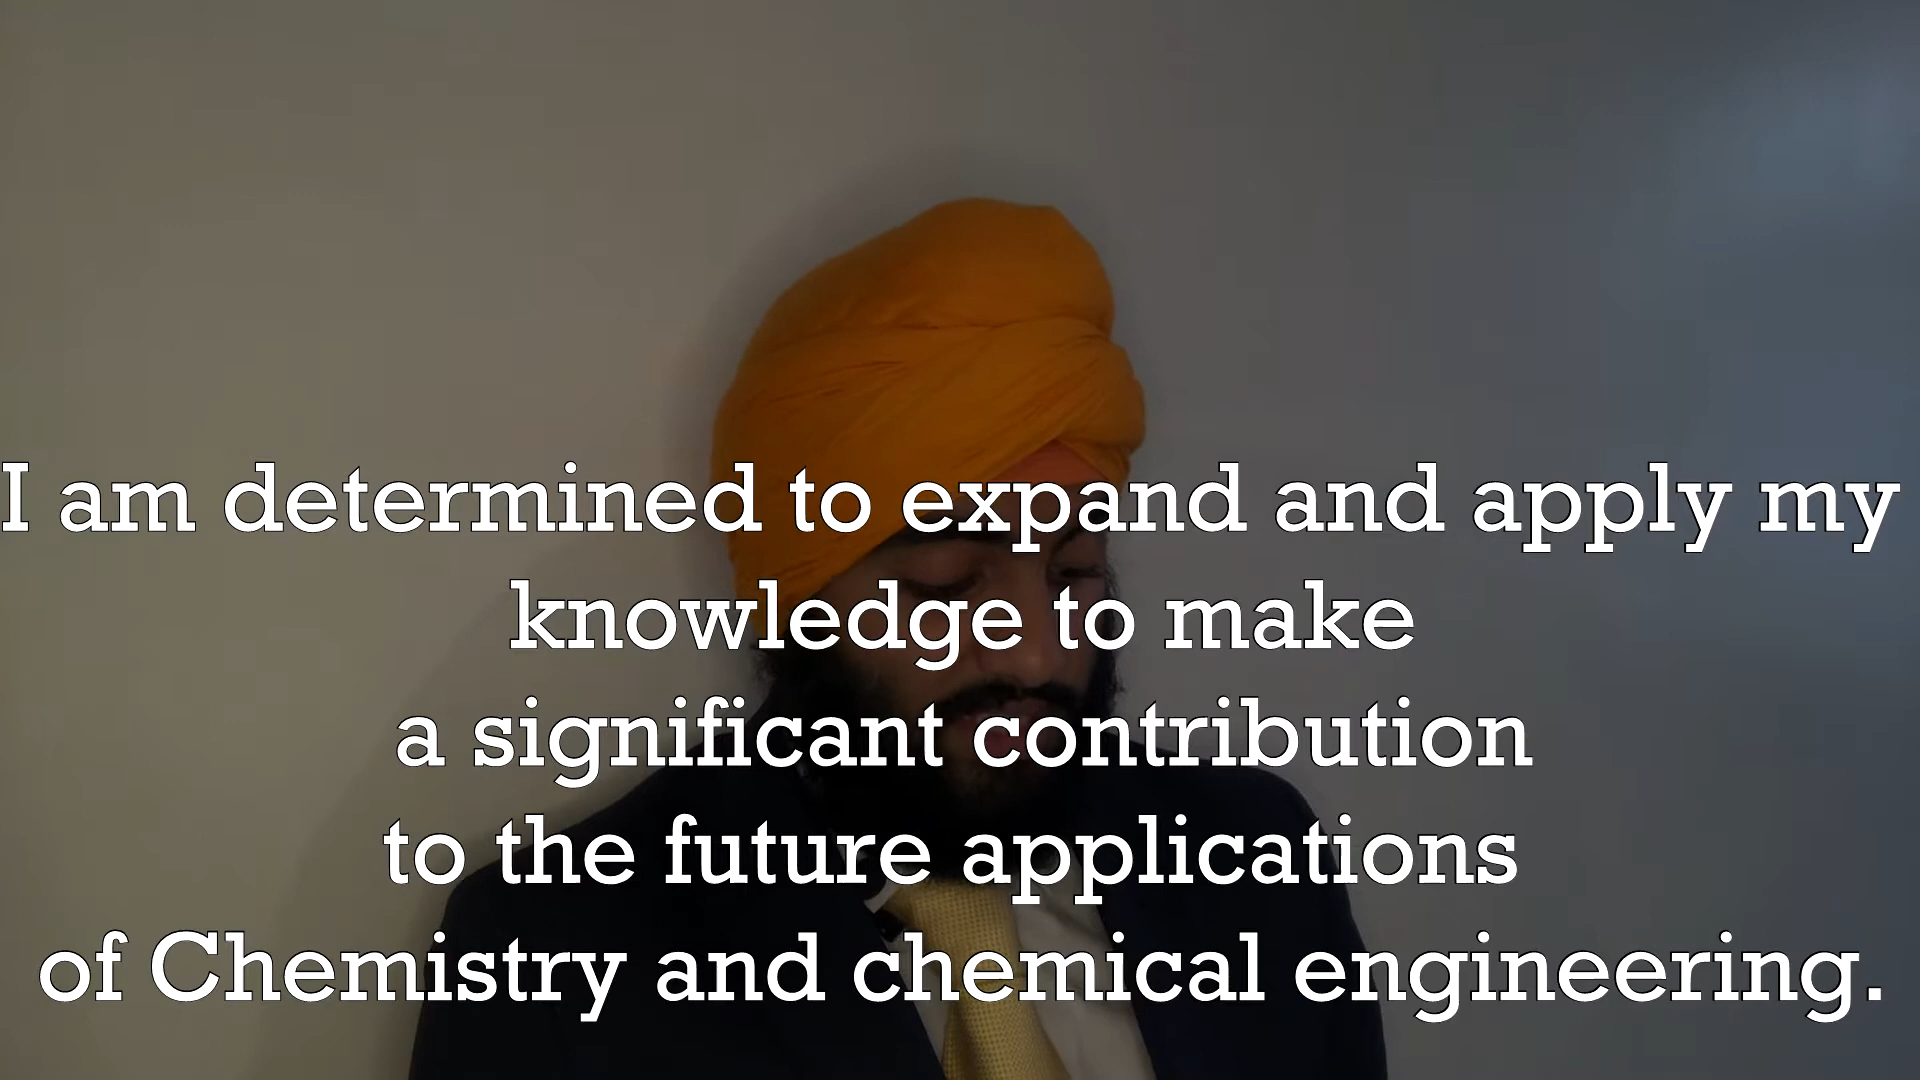 I am determined to expand and apply my
knowledge to make
a significant contribution
to the future applications
of Chemistry and chemical engineering.